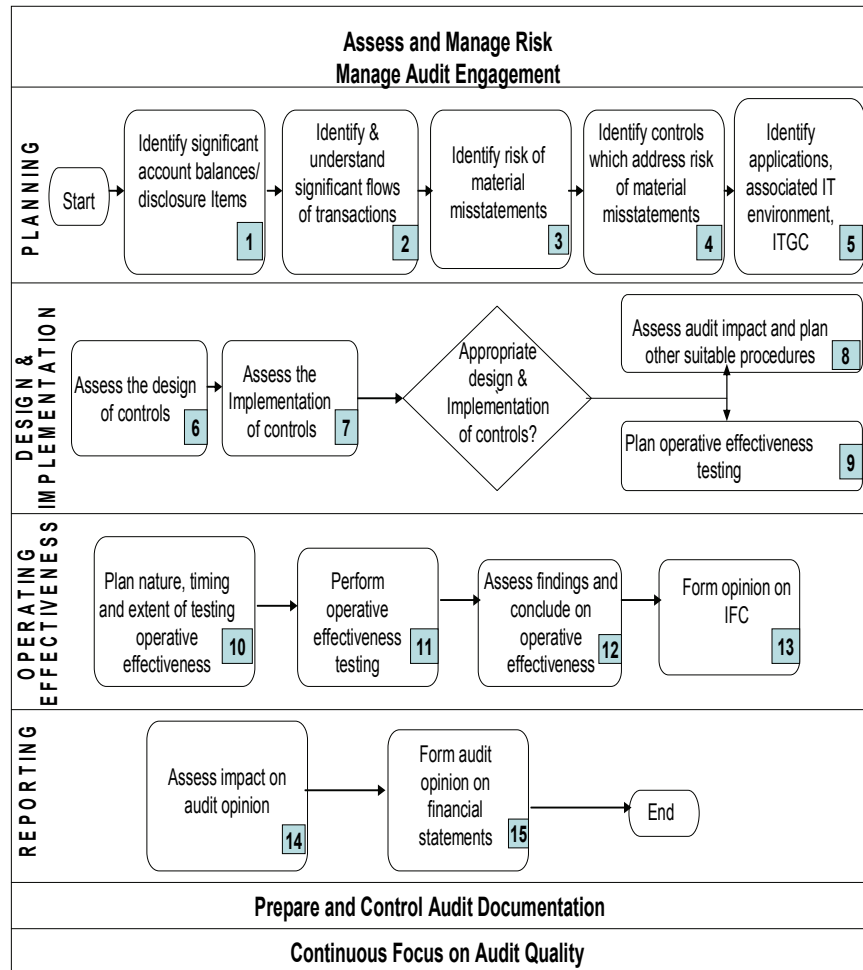 Assess and Manage Risk
Manage Audit Engagement
PLANNING
Start
Identify significant
account balances/
disclosure Items
1
Identify &
understand
significant flows
of transactions
2
Identify risk of
material
misstatements
3
Identify controls
which address risk
of material
misstatements
4
Identify
applications,
associated IT
environment,
ITGC
5
DESIGN &
IMPLEMENTATION
Assess the design
of controls
6
Assess the
Implementation
of controls
7
Appropriate
design &
Implementation
of controls?
Assess audit impact and plan
other suitable procedures
8
Plan operative effectiveness
testing
9
OPERATING
EFFECTIVENESS
Plan nature, timing
and extent of testing
operative
effectiveness
10
Perform
operative
effectiveness
testing
11
Assess findings and
conclude on
operative
effectiveness
12
Form opinion on
IFC
13
REPORTING
Assess impact on
audit opinion
14
Form audit
opinion on
financial
statements
15
End
Prepare and Control Audit Documentation
Continuous Focus on Audit Quality